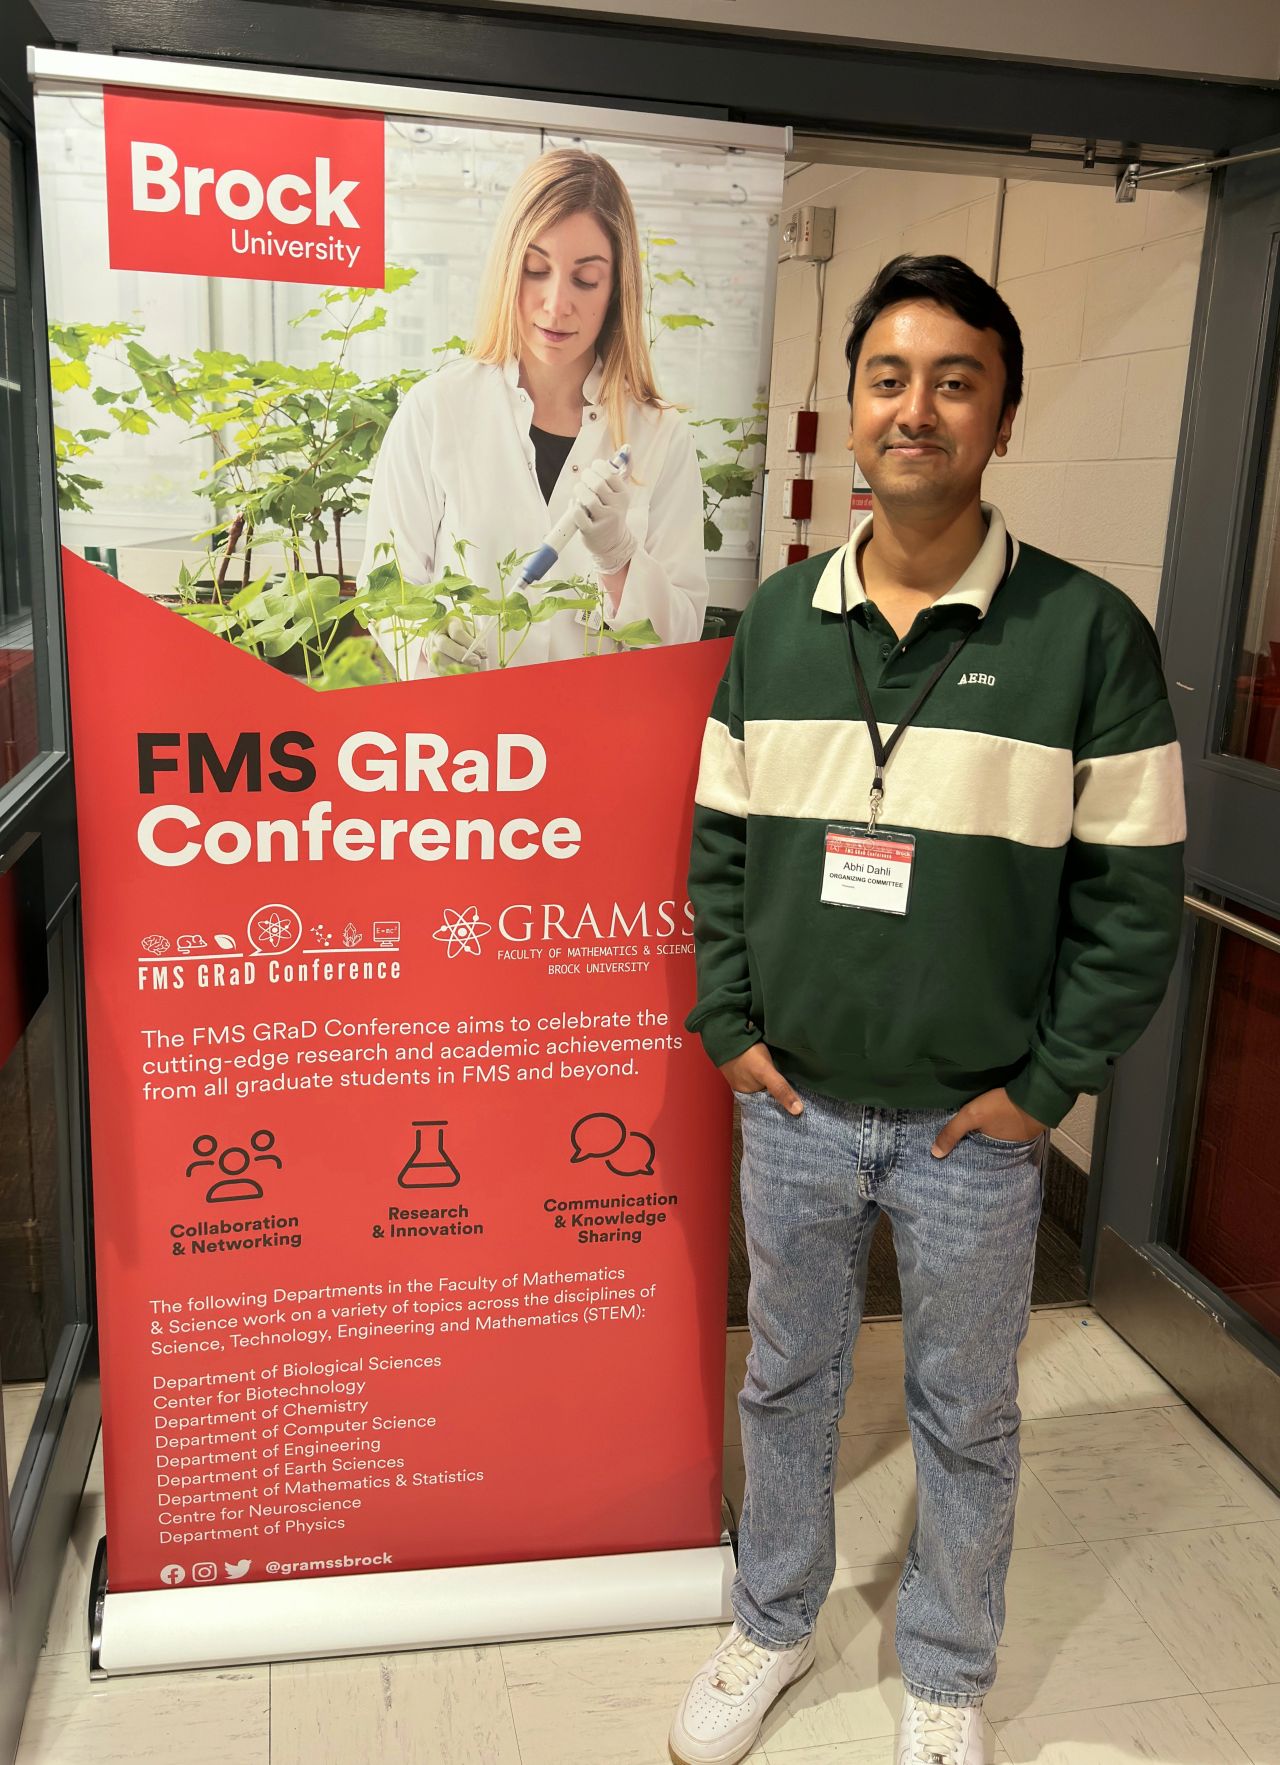 Brock
University
FMS GRaD
Conference
E=mc²
FMS GRaD Conference
GRAMSS
FACULTY OF MATHEMATICS & SCIENC
BROCK UNIVERSITY
The FMS GRaD Conference aims to celebrate the
cutting-edge research and academic achievements
from all graduate students in FMS and beyond.
Collaboration
& Networking
Research
& Innovation
Communication
& Knowledge
Sharing
The following Departments in the Faculty of Mathematics
& Science work on a variety of topics across the disciplines of
Science, Technology, Engineering and Mathematics (STEM):
Department of Biological Sciences
Center for Biotechnology
Department of Chemistry
Department of Computer Science
Department of Engineering
Department of Earth Sciences
Department of Mathematics & Statistics
Centre for Neuroscience
Department of Physics
@gramssbrock
AERO
FMS GRaD Conference
Brock
Abhi Dahli
ORGANIZING COMMITTEE